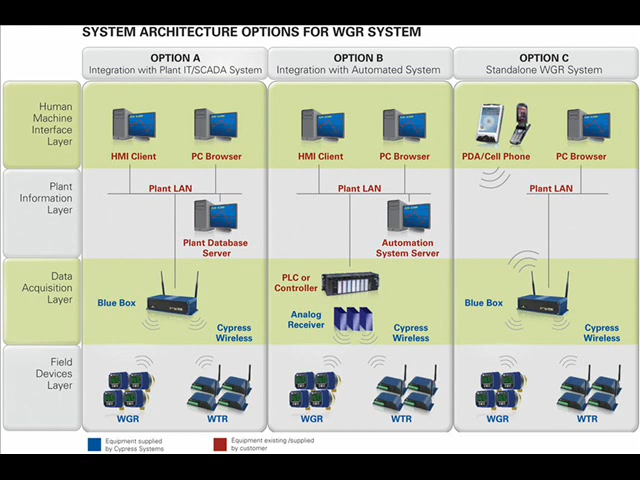 SYSTEM ARCHITECTURE OPTIONS FOR WGR SYSTEM
OPTION A
Integration with Plant IT/SCADA System
OPTION B
Integration with Automated System
OPTION C
Standalone WGR System
Human
Machine
Interface
Layer
HMI Client
PC Browser
HMI Client
PC Browser
PDA/Cell Phone
PC Browser
Plant
Information
Layer
Plant LAN
Plant Database
Server
Plant LAN
Automation
System Server
Plant LAN
Data
Acquisition
Layer
Blue Box
Cypress
Wireless
PLC or
Controller
Analog
Receiver
Cypress
Wireless
Blue Box
Cypress
Wireless
Field
Devices
Layer
WGR
WTR
WGR
WTR
WGR
WTR
Equipment supplied
by Cypress Systems
Equipment existing /supplied
by customer